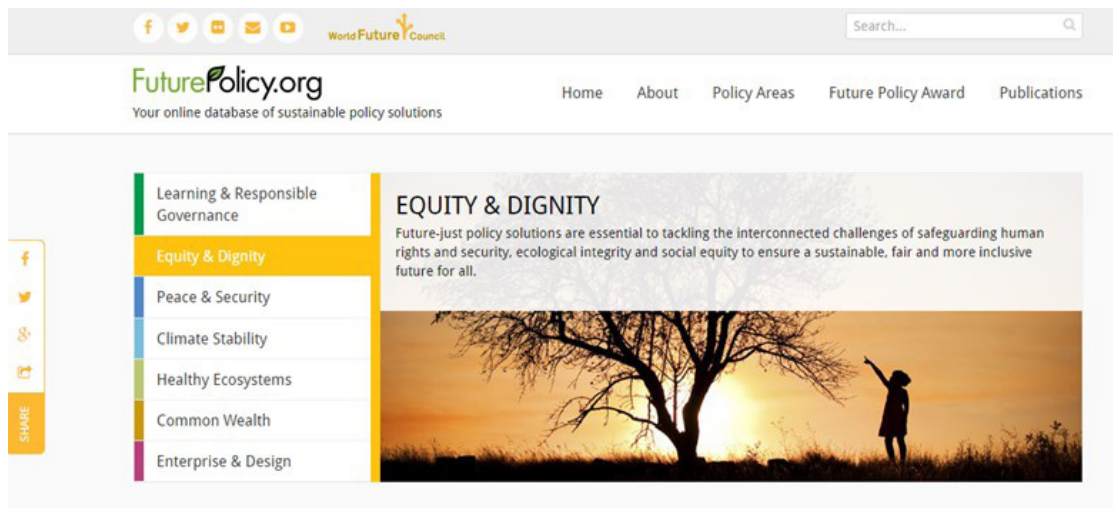 World Future Council
Search...
FuturePolicy.org
Your online database of sustainable policy solutions
Home About Policy Areas Future Policy Award Publications
Learning & Responsible
Governance
Equity & Dignity
Peace & Security
Climate Stability
Healthy Ecosystems
Common Wealth
Enterprise & Design
EQUITY & DIGNITY
Future-just policy solutions are essential to tackling the interconnected challenges of safeguarding human
rights and security, ecological integrity and social equity to ensure a sustainable, fair and more inclusive
future for all.
SHARE